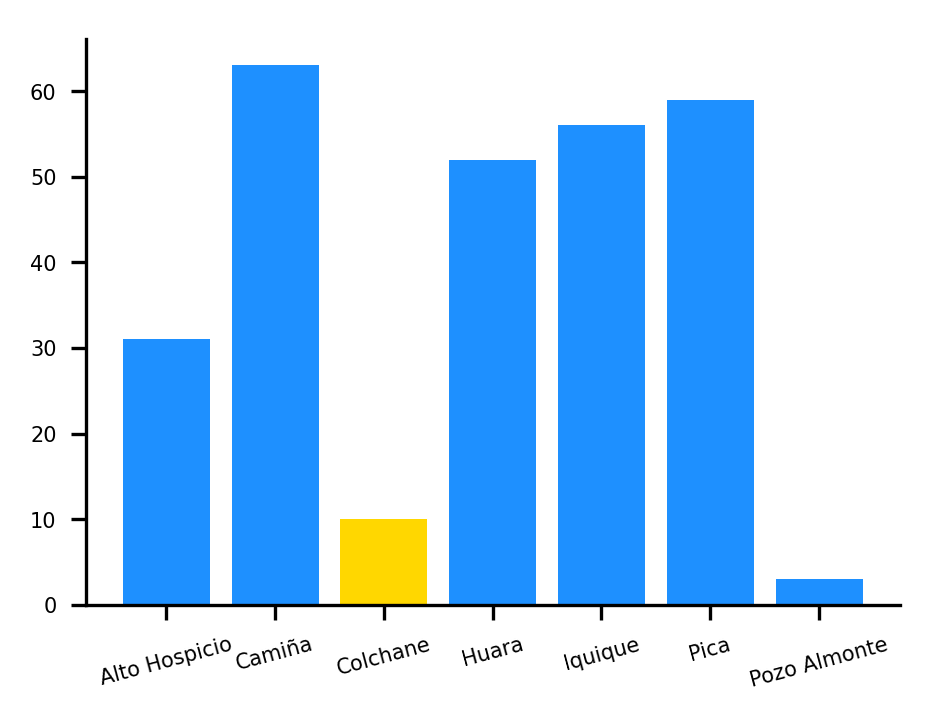 60
50
40
30
20
10
0
Alto Hospicio
Camiña
Colchane
Huara
Iquique
Pica
Pozo Almonte